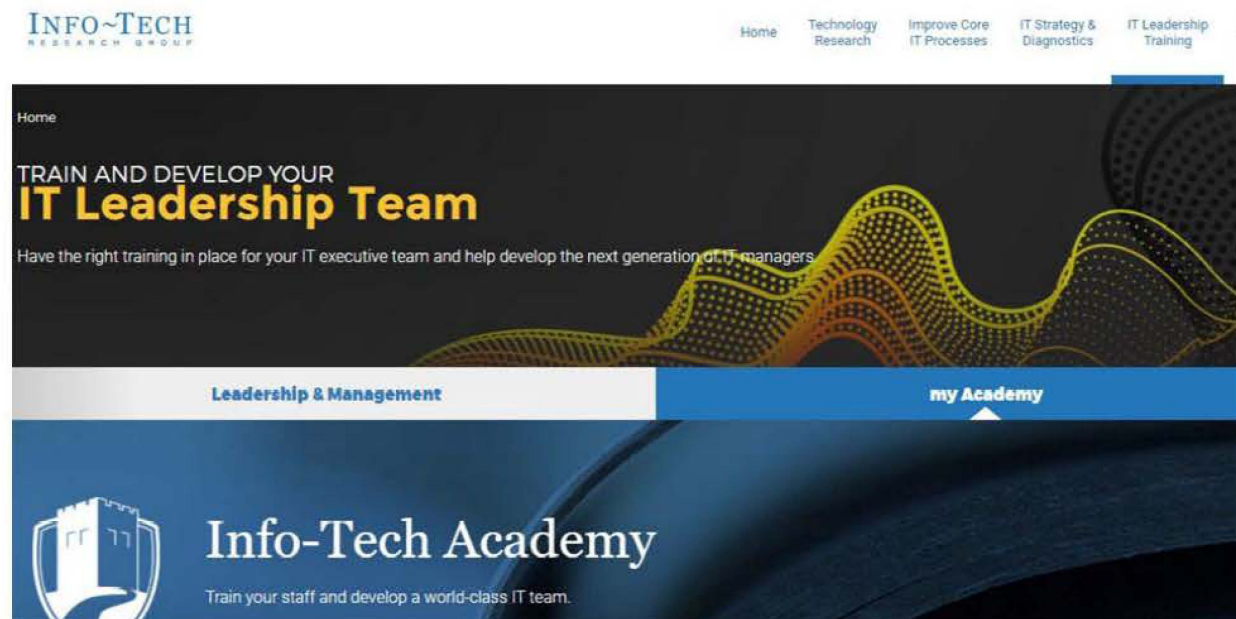 INFO~TECH
RESEARCH GROUP
Home
Technology
Research
Improve Core
IT Processes
IT Strategy &
Diagnostics
IT Leadership
Training
Home
TRAIN AND DEVELOP YOUR
IT Leadership Team
Have the right training in place for your IT executive team and help develop the next generation of IT managers.
Leadership & Management
my Academy
Info-Tech Academy
Train your staff and develop a world-class IT team.